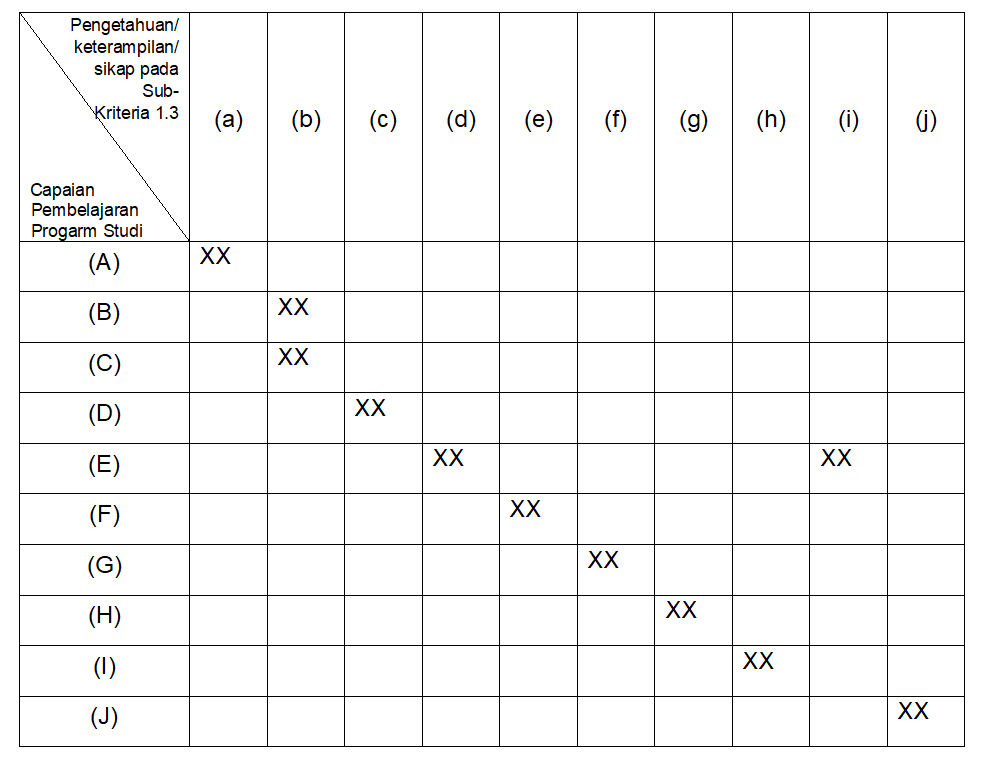 Pengetahuan/
keterampilan/
sikap pada
Sub-
Kriteria 1.3
Capaian
Pembelajaran
Progarm Studi
(a) (b) (c) (d) (e) (f) (g) (h) (i) (j)
(A) XX
(B) XX
(C) XX
(D) XX
(E) XX XX
(F) XX
(G) XX
(H) XX
(I) XX
(J) XX